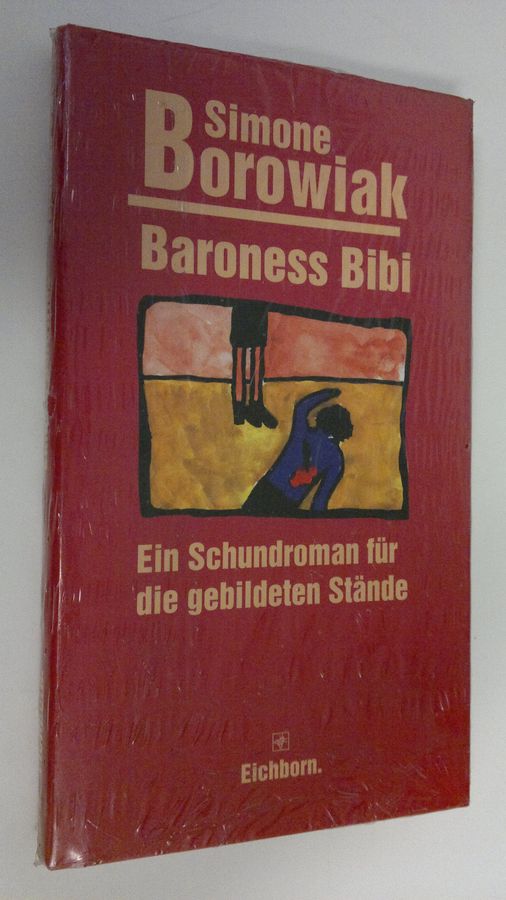 Simone
Borowiak
Baroness Bibi
Ein Schundroman für
die gebildeten Stände
Eichborn.